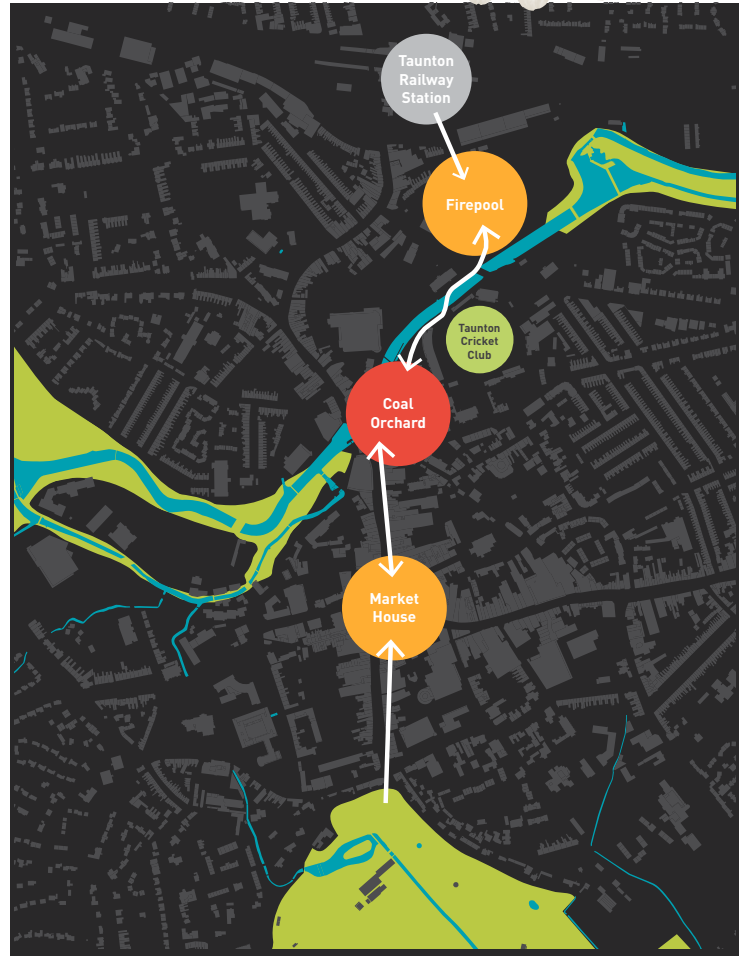 Taunton
Railway
Station
Firepool
Taunton
Cricket
Club
Coal
Orchard
Market
House